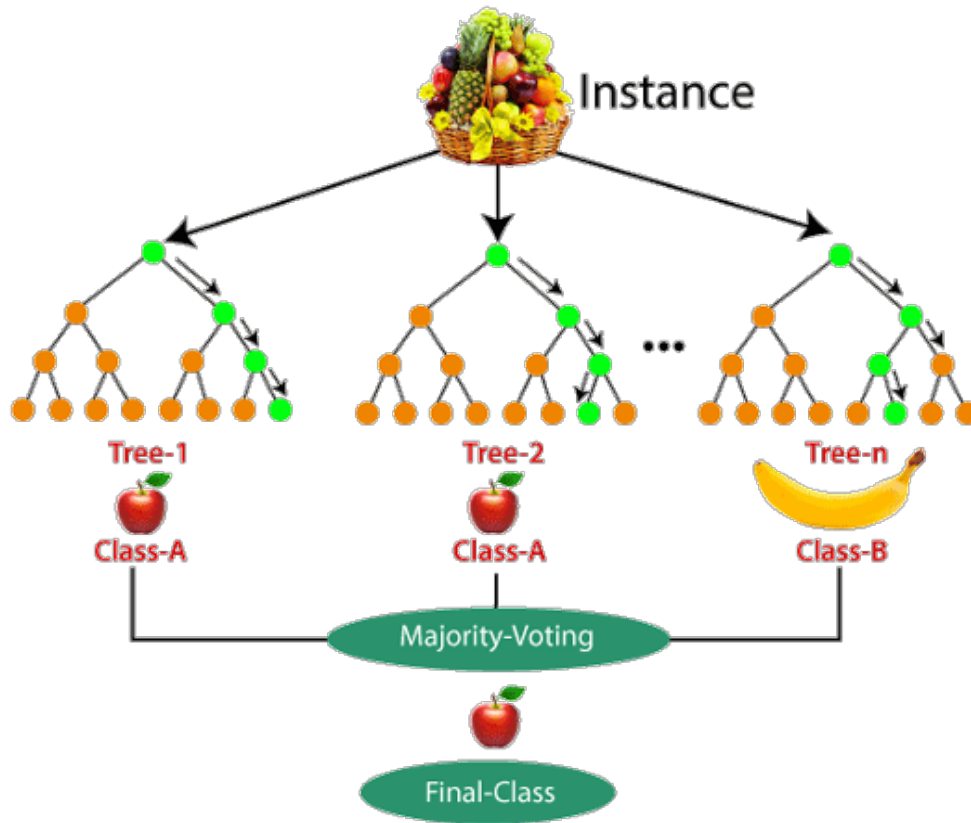 Instance
Tree-1
Tree-2
Tree-n
Class-A
Class-A
Class-B
Majority-Voting
Final-Class